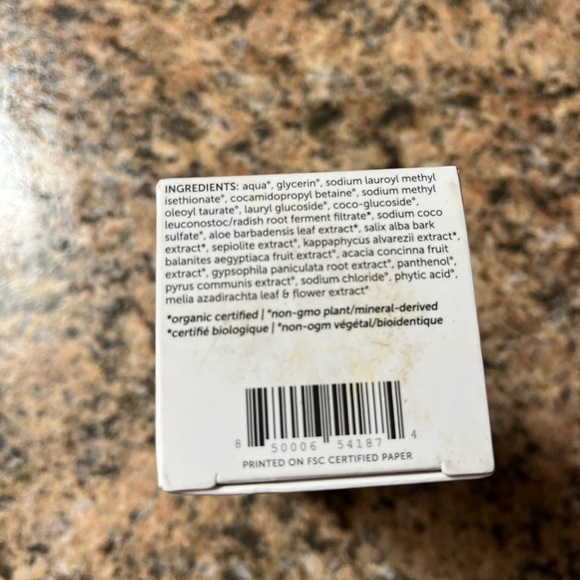 INGREDIENTS: aqua°, glycerin°, sodium lauroyl methyl
isethionate°, cocamidopropyl betaine°, sodium methyl
oleoyl taurate°, lauryl glucoside°, coco-glucoside°,
leuconostoc/radish root ferment filtrate*, sodium coco
sulfate°, aloe barbadensis leaf extract*, salix alba bark
extract*, sepiolite extract°, kappaphycus alvarezii extract*,
balanites aegyptiaca fruit extract°, acacia concinna fruit
extract°, gypsophila paniculata root extract°, panthenol°,
pyrus communis extract°, sodium chloride°, phytic acid°,
melia azadirachta leaf & flower extract°
*organic certified | °non-gmo plant/mineral-derived
*certifié biologique | °non-ogm végétal/bioidentique
8 50006 54187 4
PRINTED ON FSC CERTIFIED PAPER